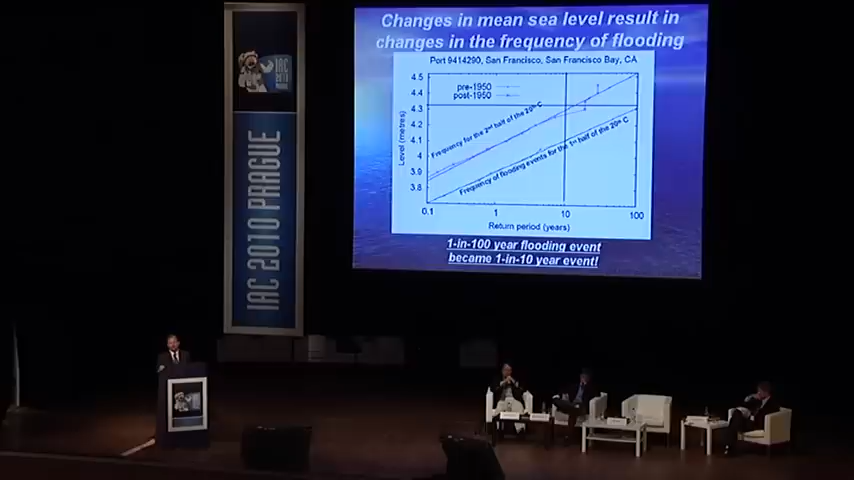 Changes in mean sea level result in
changes in the frequency of flooding
Port 9414290, San Francisco, San Francisco Bay, CA
pre-1950
post-1950
4.5
4.4
4.3
4.2
4.1
4
3.9
3.8
Level (metres)
Frequency for the 2nd half of the 20th C
Frequency of flooding events for the 1st half of the 20th C
0.1 1 10 100
Return period (years)
1-in-100 year flooding event
became 1-in-10 year event!
IAC 2010 PRAGUE
IAC